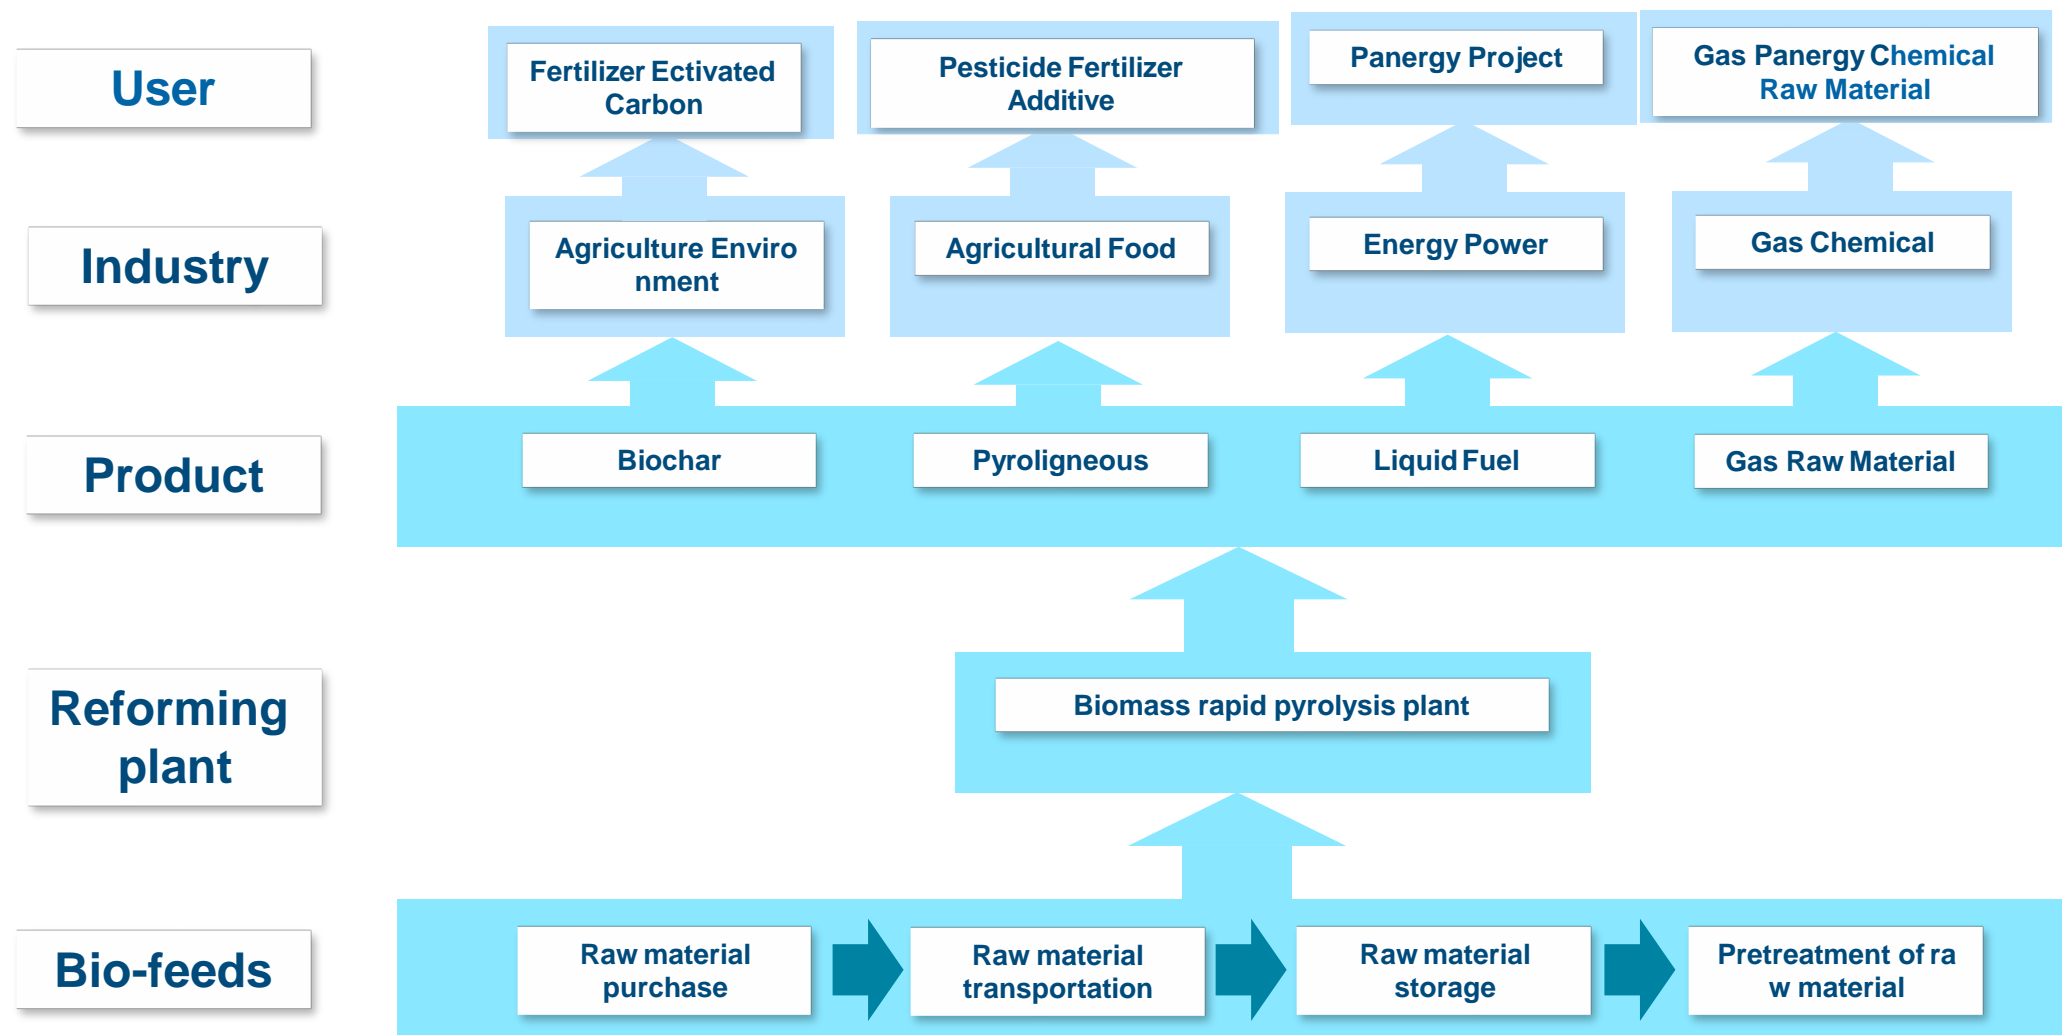 User
Fertilizer Ectivated
Carbon
Pesticide Fertilizer
Additive
Panergy Project
Gas Panergy Chemical
Raw Material
Industry
Agriculture Enviro
nment
Agricultural Food
Energy Power
Gas Chemical
Product
Biochar
Pyroligneous
Liquid Fuel
Gas Raw Material
Reforming
plant
Biomass rapid pyrolysis plant
Bio-feeds
Raw material
purchase
Raw material
transportation
Raw material
storage
Pretreatment of ra
w material